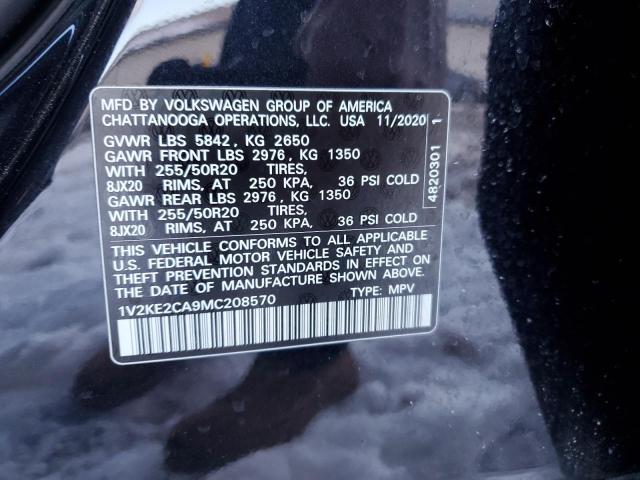 MFD BY VOLKSWAGEN GROUP OF AMERICA
CHATTANOOGA OPERATIONS, LLC. USA 11/2020
GVWR LBS 5842, KG 2650
GAWR FRONT LBS 2976, KG 1350
WITH 255/50R20 TIRES,
8JX20 RIMS, AT 250 KPA, 36 PSI COLD
GAWR REAR LBS 2976, KG 1350
WITH 255/50R20 TIRES,
8JX20 RIMS, AT 250 KPA, 36 PSI COLD
THIS VEHICLE CONFORMS TO ALL APPLICABLE
U.S. FEDERAL MOTOR VEHICLE SAFETY AND
THEFT PREVENTION STANDARDS IN EFFECT ON
THE DATE OF MANUFACTURE SHOWN ABOVE.
1V2KE2CA9MC208570 TYPE: MPV
4820301 1